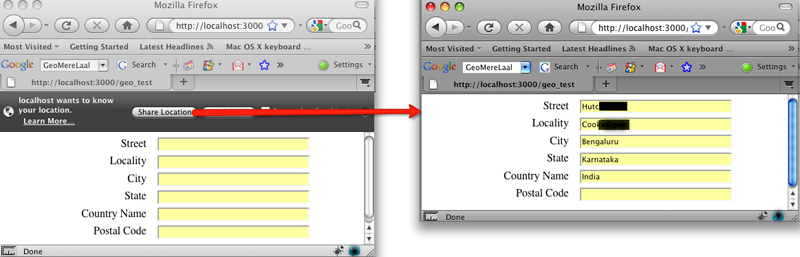 Mozilla Firefox
http://localhost:3000
Goo
Most Visited
Getting Started
Latest Headlines
Mac OS X keyboard ...
Google
GeoMereLaal
Search
Settings
http://localhost:3000/geo_test
localhost wants to know
your location.
Learn More...
Share Location
Street
Locality
City
State
Country Name
Postal Code
Done
Mozilla Firefox
http://localhost:3000/
Goo
Most Visited
Getting Started
Latest Headlines
Mac OS X keyboard ...
Google
GeoMereLaal
Search
Settings
http://localhost:3000/geo_test
Street Hutc
Locality Cook
City Bengaluru
State Karnataka
Country Name India
Postal Code
Done